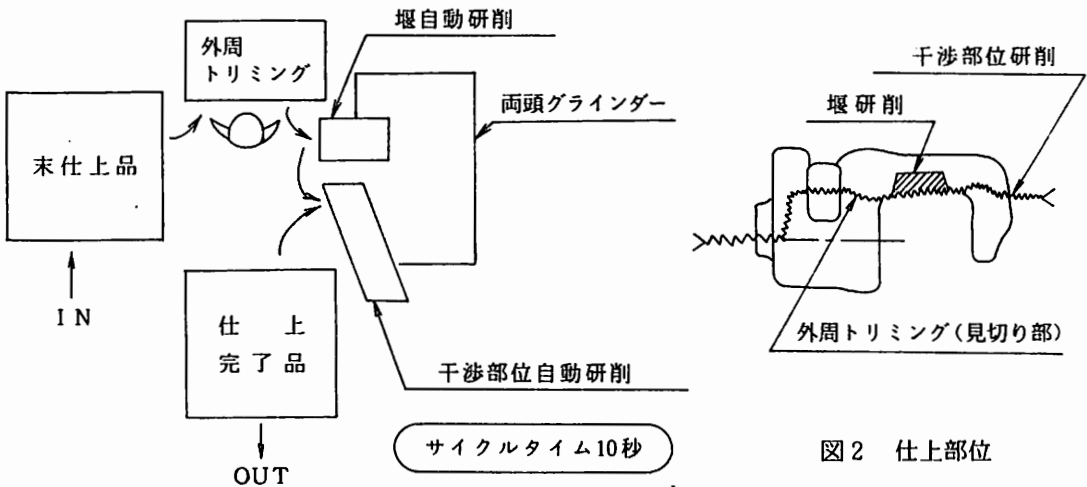 堰自動研削
外周
トリミング
両頭グラインダー
末仕上品
IN
仕上
完了品
OUT
干渉部位自動研削
サイクルタイム10秒
干渉部位研削
堰研削
外周トリミング(見切り部)
図2 仕上部位